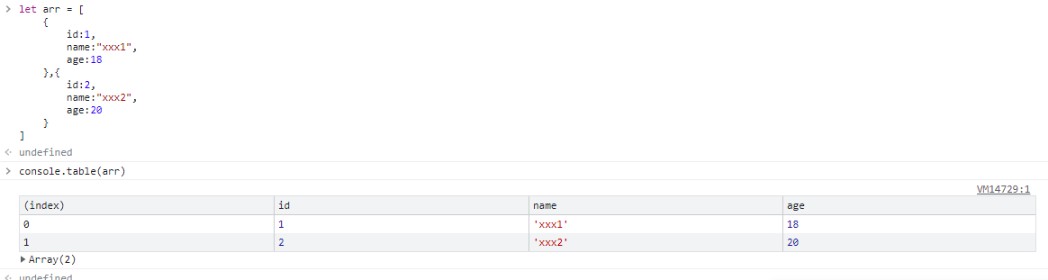 > let arr = [
{
id:1,
name:"xxx1",
age:18
},{
id:2,
name:"xxx2",
age:20
}
]
undefined
> console.table(arr)
VM14729:1
(index) id name age
0 1 'xxx1' 18
1 2 'xxx2' 20
▶ Array(2)
undefined